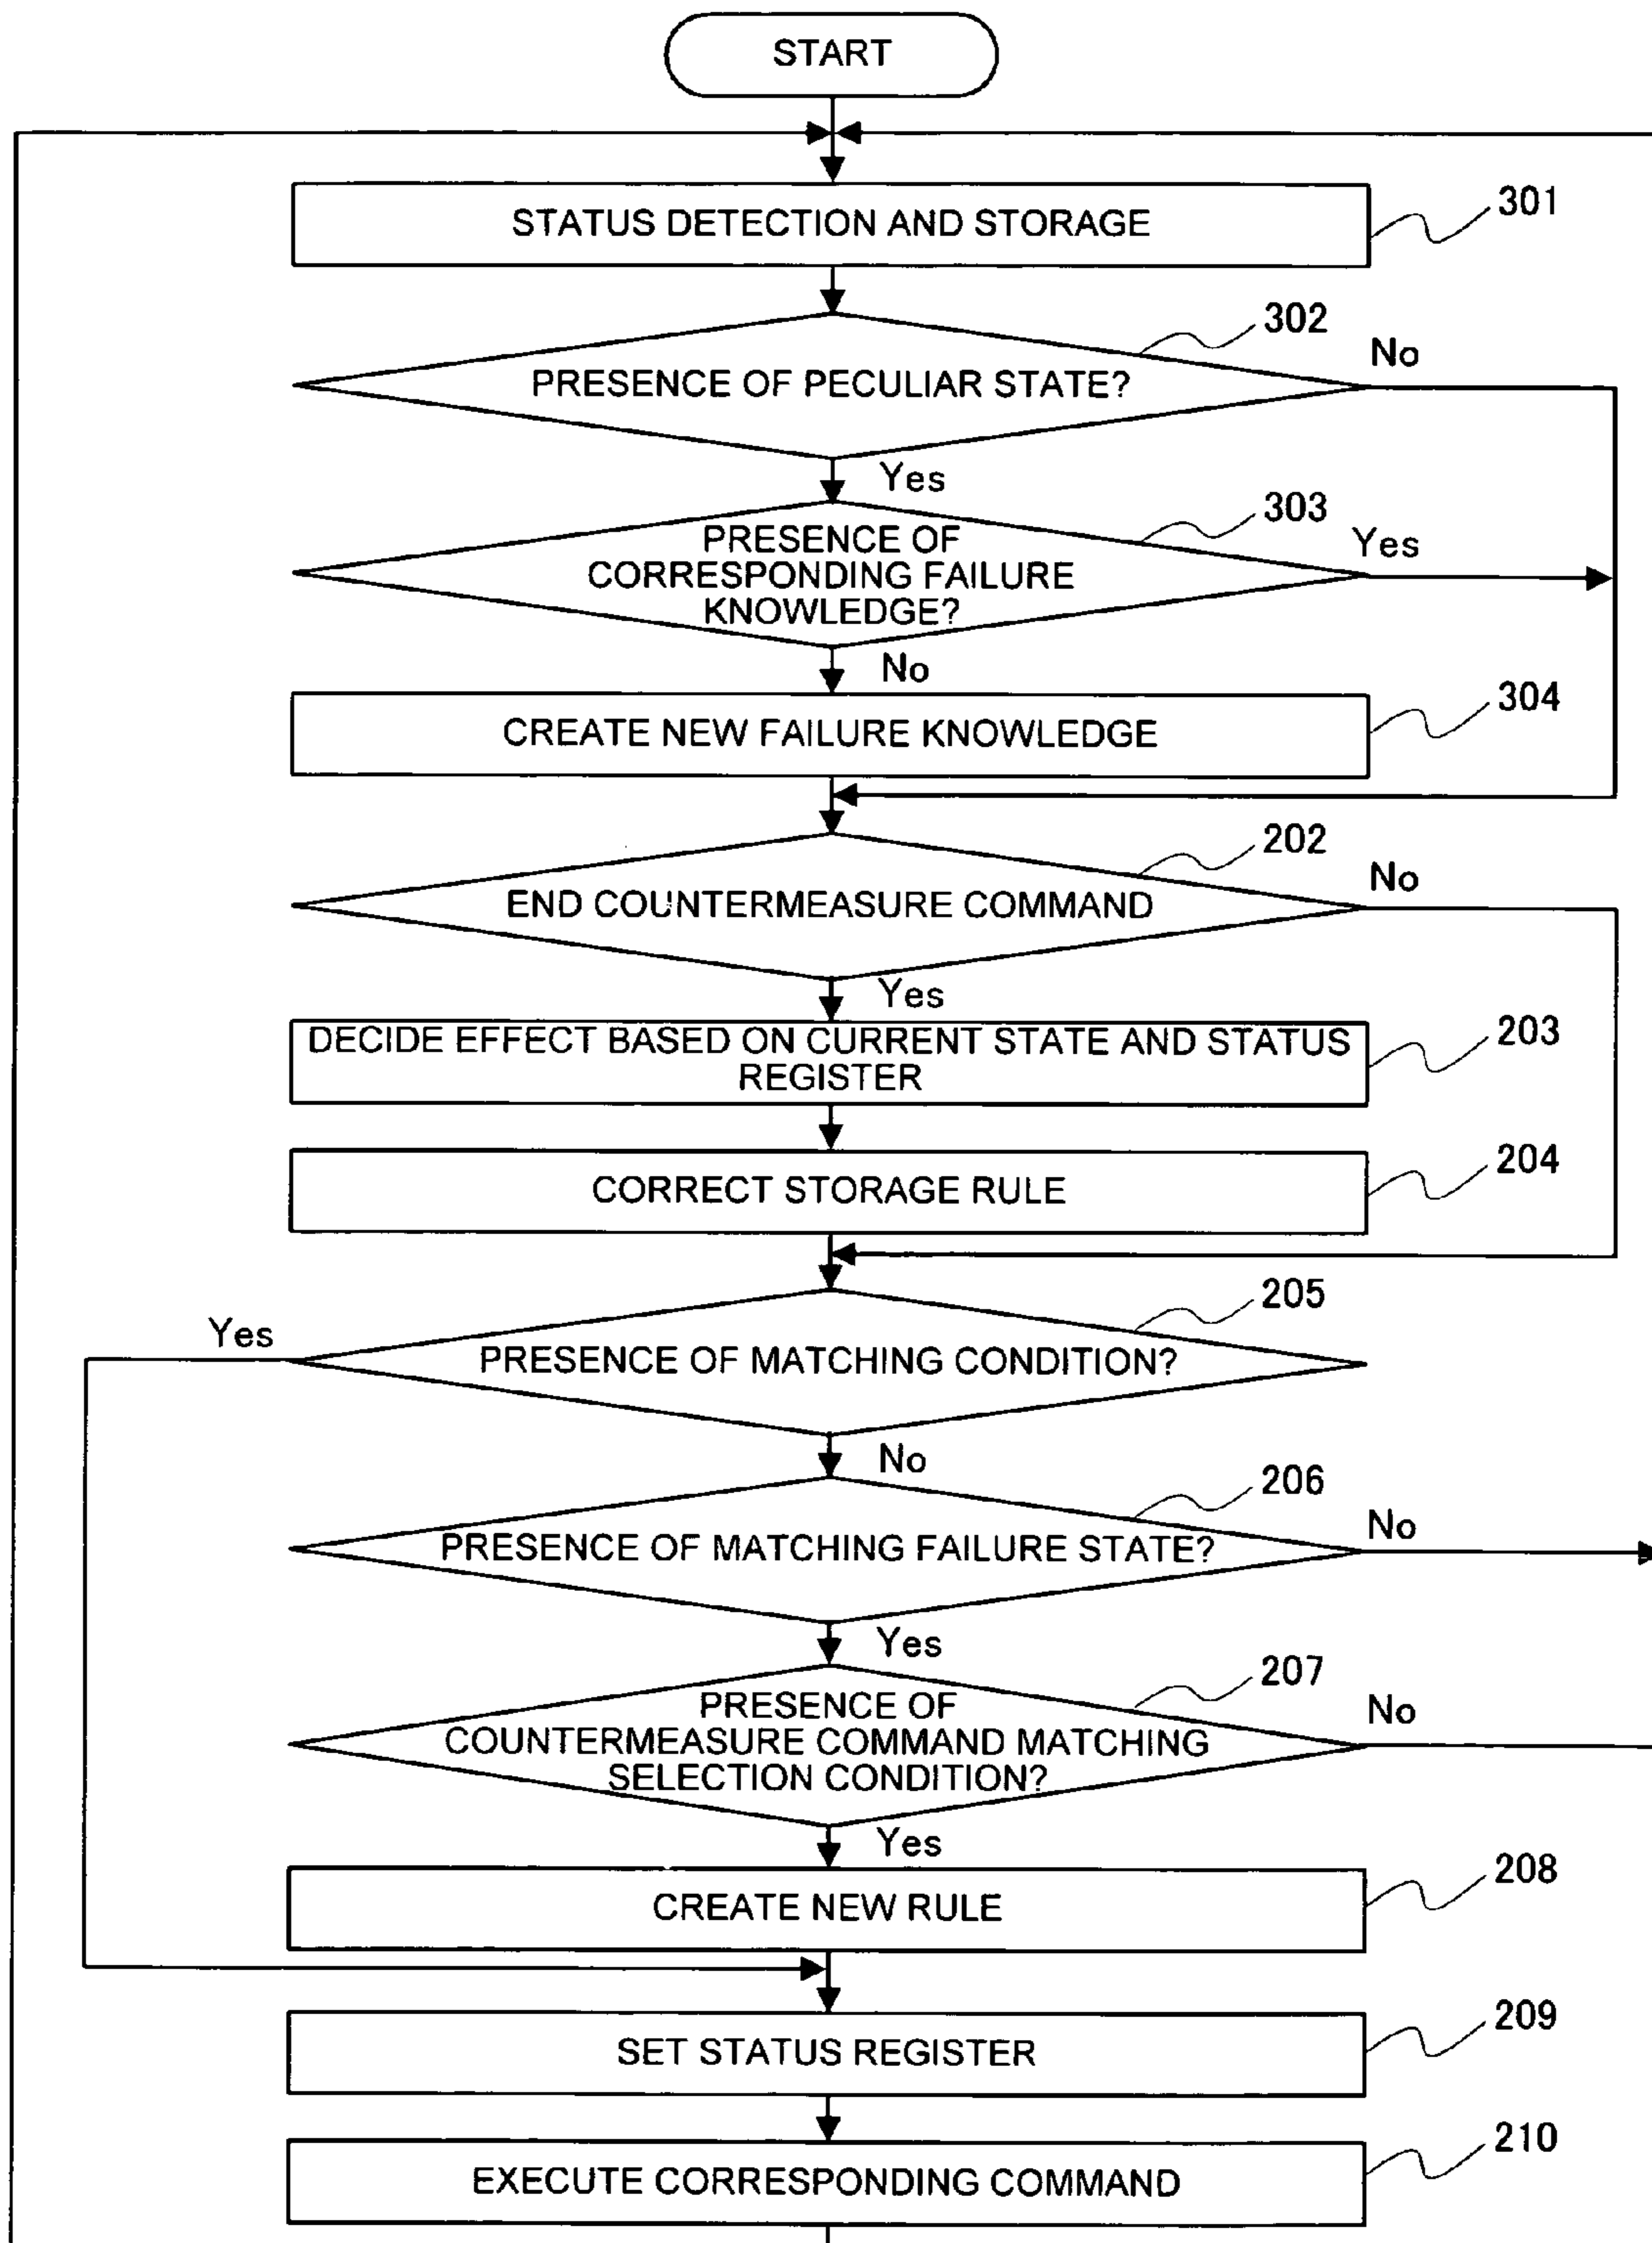 START
STATUS DETECTION AND STORAGE
301
302
No
PRESENCE OF PECULIAR STATE?
Yes
303
PRESENCE OF
CORRESPONDING FAILURE
KNOWLEDGE?
Yes
No
304
CREATE NEW FAILURE KNOWLEDGE
202
No
END COUNTERMEASURE COMMAND
Yes
DECIDE EFFECT BASED ON CURRENT STATE AND STATUS
REGISTER
203
204
CORRECT STORAGE RULE
205
Yes
PRESENCE OF MATCHING CONDITION?
No
206
No
PRESENCE OF MATCHING FAILURE STATE?
Yes
207
No
PRESENCE OF
COUNTERMEASURE COMMAND MATCHING
SELECTION CONDITION?
Yes
208
CREATE NEW RULE
209
SET STATUS REGISTER
210
EXECUTE CORRESPONDING COMMAND